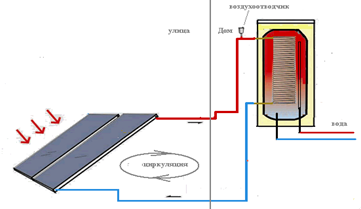 воздухоотводчик
улица
Дом
вода
циркуляция